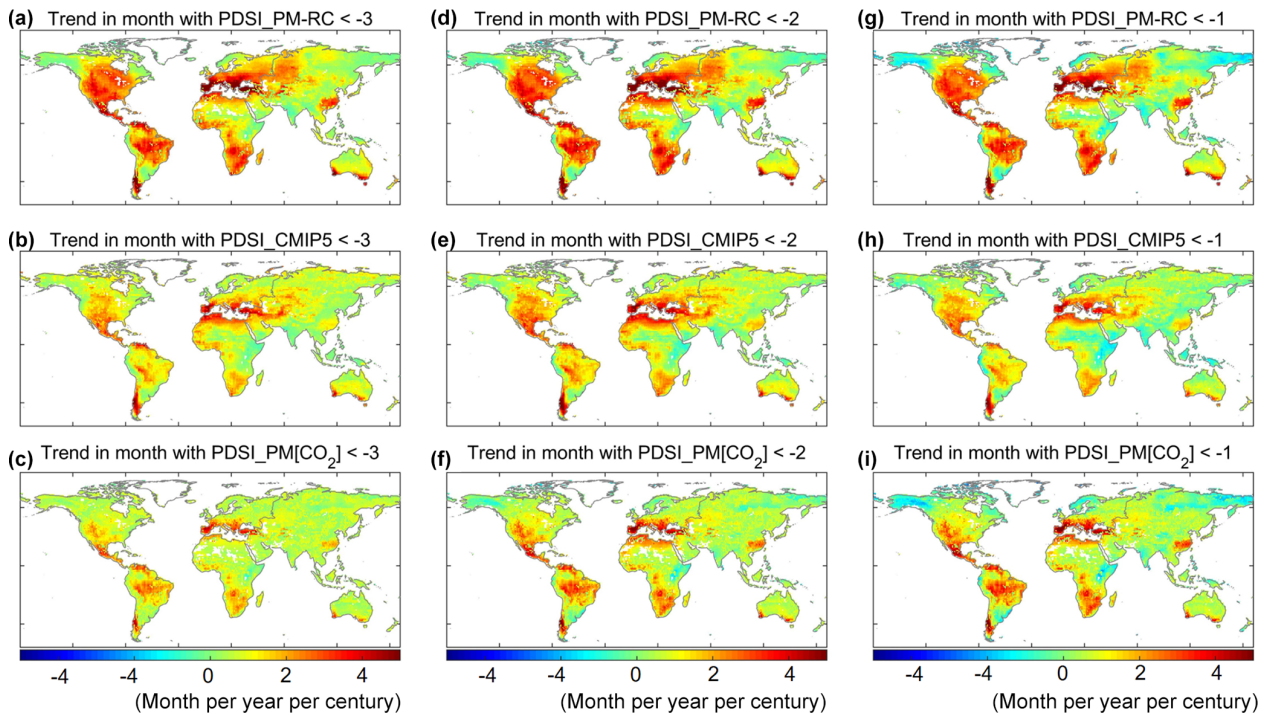 (a) Trend in month with PDSI_PM-RC < -3
(d) Trend in month with PDSI_PM-RC < -2
(g) Trend in month with PDSI_PM-RC < -1
(b) Trend in month with PDSI_CMIP5 < -3
(e) Trend in month with PDSI_CMIP5 < -2
(h) Trend in month with PDSI_CMIP5 < -1
(c) Trend in month with PDSI_PM[CO₂] < -3
(f) Trend in month with PDSI_PM[CO₂] < -2
(i) Trend in month with PDSI_PM[CO₂] < -1
-4 -2 0 2 4
-4 -2 0 2 4
-4 -4 -2 0 2 4
(Month per year per century)
(Month per year per century)
(Month per year per century)